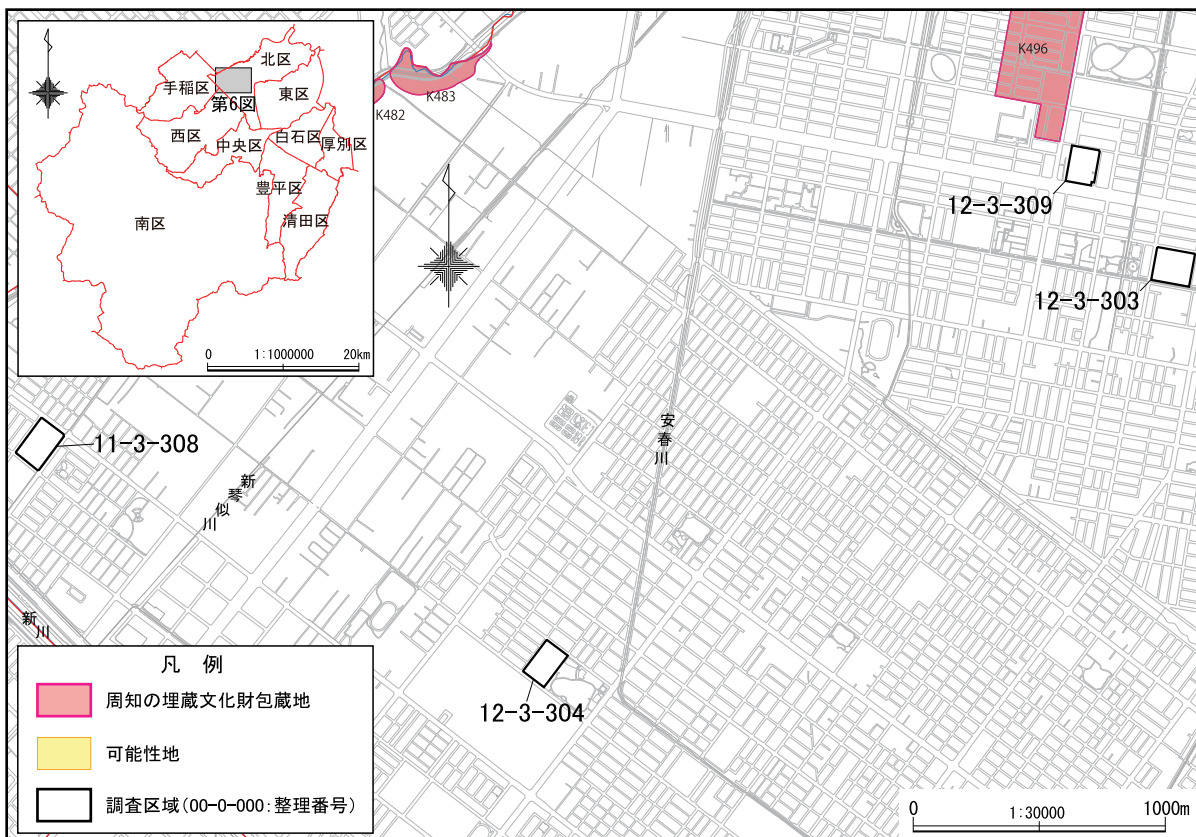 北区
手稲区
第6図
東区
西区
中央区
白石区
厚別区
豊平区
清田区
南区
0 1:1000000 20km
K482
K483
K496
12-3-309
12-3-303
11-3-308
安春川
新琴似川
新川
12-3-304
凡 例
周知の埋蔵文化財包蔵地
可能性地
調査区域(00-0-000:整理番号)
0 1:30000 1000m